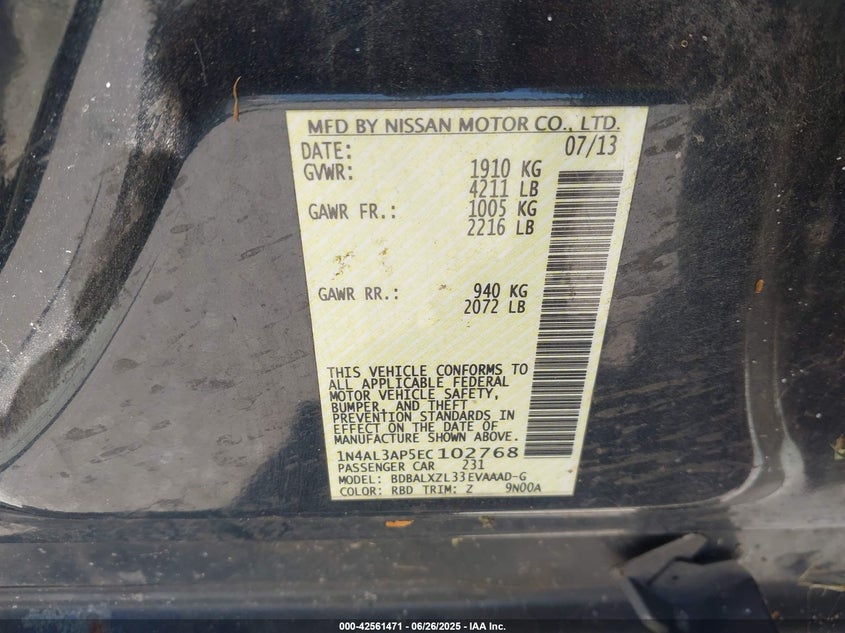 MFD BY NISSAN MOTOR CO., LTD.
DATE: 07/13
GVWR: 1910 KG
4211 LB
GAWR FR.: 1005 KG
2216 LB
GAWR RR.: 940 KG
2072 LB
THIS VEHICLE CONFORMS TO
ALL APPLICABLE FEDERAL
MOTOR VEHICLE SAFETY,
BUMPER, AND THEFT
PREVENTION STANDARDS IN
EFFECT ON THE DATE OF
MANUFACTURE SHOWN ABOVE.
1N4AL3AP5EC102768
PASSENGER CAR 231
MODEL: BDBALXZL33EVAAAD-G
COLOR: RBD TRIM: Z 9N00A
000-42561471 - 06/26/2025 - IAA Inc.